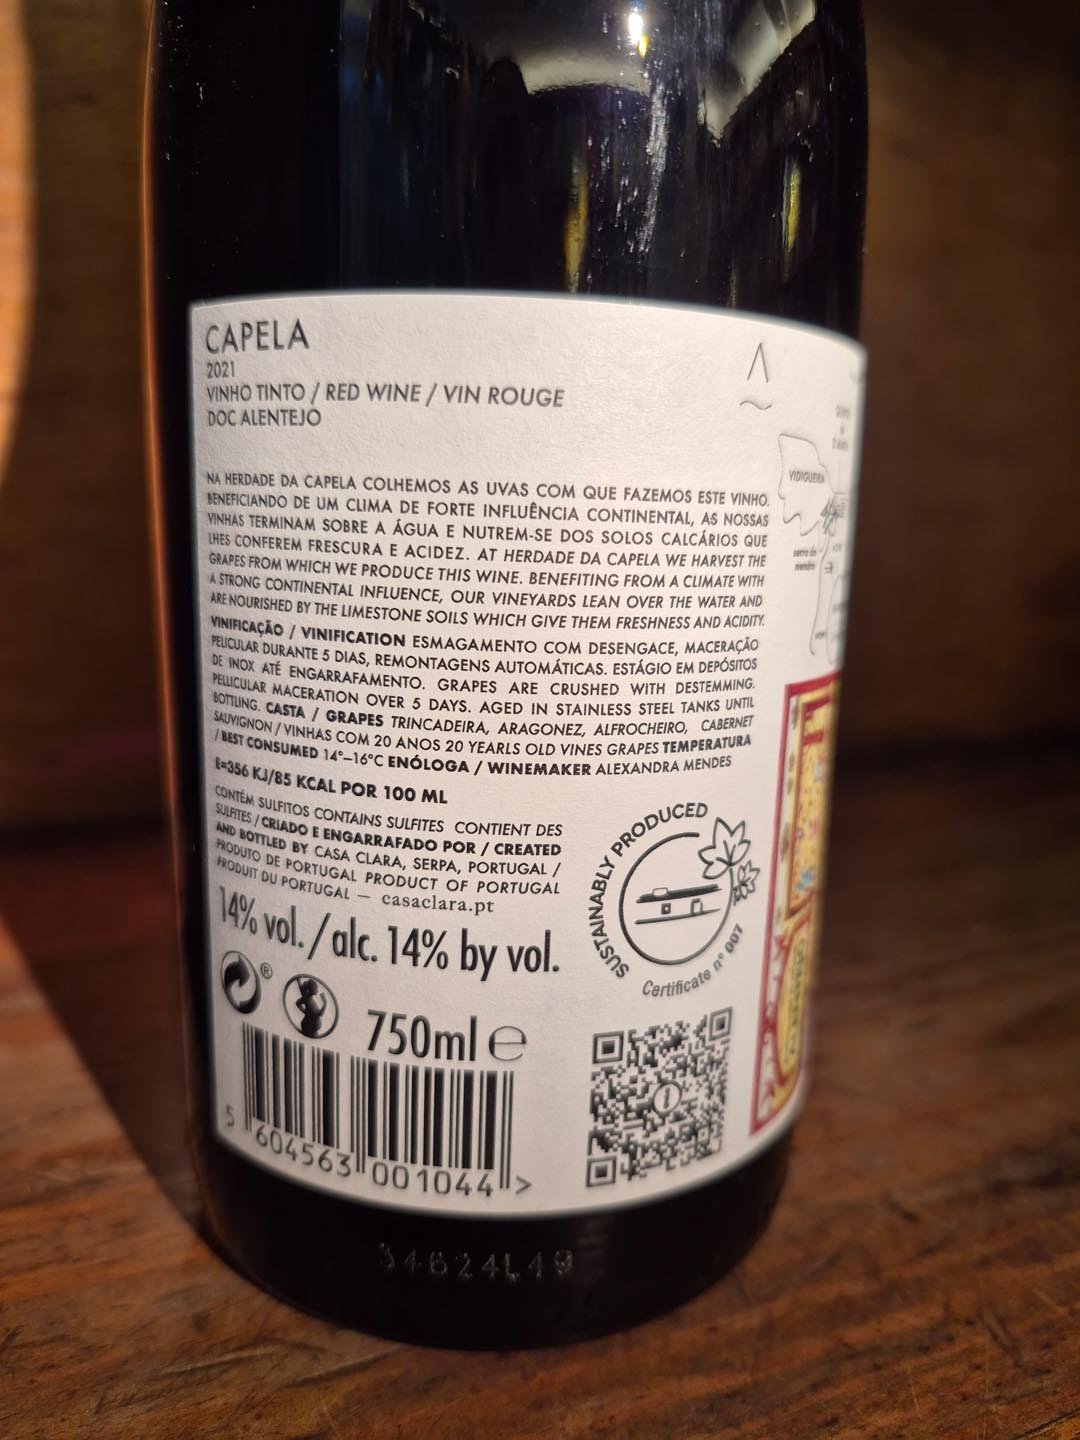 CAPELA
2021
VINHO TINTO / RED WINE / VIN ROUGE
DOC ALENTEJO
NA HERDADE DA CAPELA COLHEMOS AS UVAS COM QUE FAZEMOS ESTE VINHO.
BENEFICIANDO DE UM CLIMA DE FORTE INFLUÊNCIA CONTINENTAL, AS NOSSAS
VINHAS TERMINAM SOBRE A ÁGUA E NUTREM-SE DOS SOLOS CALCÁRIOS QUE
LHES CONFEREM FRESCURA E ACIDEZ. AT HERDADE DA CAPELA WE HARVEST THE
GRAPES FROM WHICH WE PRODUCE THIS WINE. BENEFITING FROM A CLIMATE WITH
A STRONG CONTINENTAL INFLUENCE, OUR VINEYARDS LEAN OVER THE WATER AND
ARE NOURISHED BY THE LIMESTONE SOILS WHICH GIVE THEM FRESHNESS AND ACIDITY.
VINIFICAÇÃO / VINIFICATION ESMAGAMENTO COM DESENGACE, MACERAÇÃO
PELICULAR DURANTE 5 DIAS, REMONTAGENS AUTOMÁTICAS. ESTÁGIO EM DEPÓSITOS
DE INOX ATÉ ENGARRAFAMENTO. GRAPES ARE CRUSHED WITH DESTEMMING.
PELLICULAR MACERATION OVER 5 DAYS. AGED IN STAINLESS STEEL TANKS UNTIL
BOTTLING. CASTA / GRAPES TRINCADEIRA, ARAGONEZ, ALFROCHEIRO, CABERNET
SAUVIGNON / VINHAS COM 20 ANOS 20 YEARLS OLD VINES GRAPES TEMPERATURA
/ BEST CONSUMED 14°–16°C ENÓLOGA / WINEMAKER ALEXANDRA MENDES
E=356 KJ/85 KCAL POR 100 ML
CONTÉM SULFITOS CONTAINS SULFITES CONTIENT DES
SULFITES / CRIADO E ENGARRAFADO POR / CREATED
AND BOTTLED BY CASA CLARA, SERPA, PORTUGAL /
PRODUTO DE PORTUGAL PRODUCT OF PORTUGAL
PRODUIT DU PORTUGAL — casaclara.pt
14% vol. / alc. 14% by vol.
®
750ml e
5 604563 001044 >
SUSTAINABLY PRODUCED
Certificate nº 007
VIDIGUEIRA
serra do
mendro
34624L49